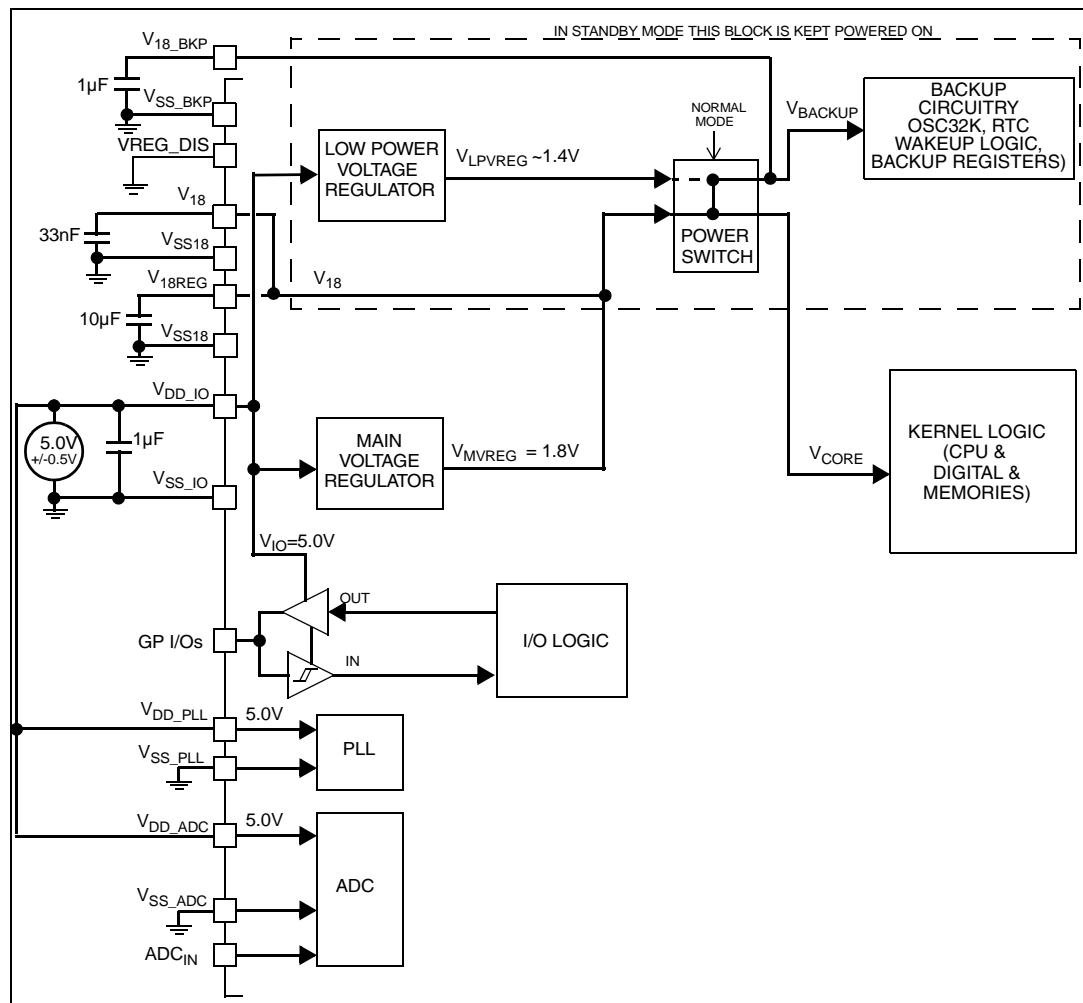 IN STANDBY MODE THIS BLOCK IS KEPT POWERED ON
V18_BKP
1µF
VSS_BKP
VREG_DIS
V18
33nF
VSS18
V18REG
10µF
VSS18
VDD_IO
5.0V
+/-0.5V
1µF
VSS_IO
LOW POWER
VOLTAGE
REGULATOR
VLPVREG ~1.4V
NORMAL
MODE
POWER
SWITCH
VBACKUP
BACKUP
CIRCUITRY
OSC32K, RTC
WAKEUP LOGIC,
BACKUP REGISTERS)
V18
MAIN
VOLTAGE
REGULATOR
VMVREG = 1.8V
VCORE
KERNEL LOGIC
(CPU &
DIGITAL &
MEMORIES)
VIO=5.0V
OUT
GP I/Os
IN
I/O LOGIC
VDD_PLL
5.0V
VSS_PLL
PLL
VDD_ADC
5.0V
VSS_ADC
ADC
ADCIN